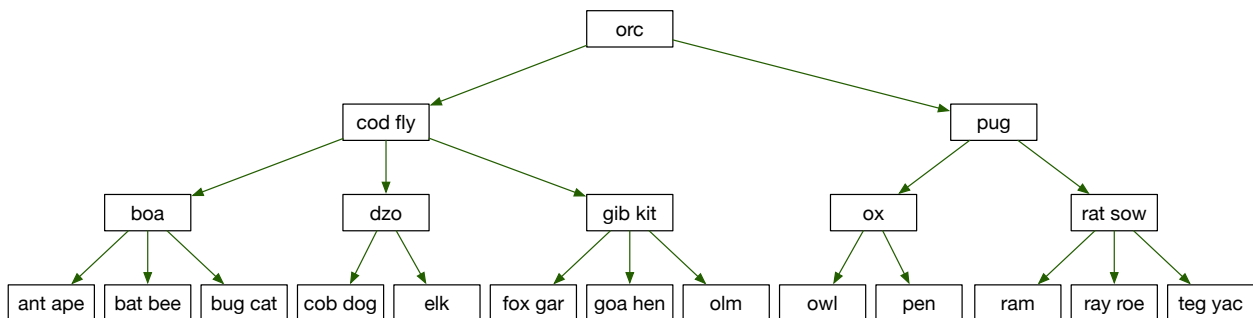 orc
cod fly
pug
boa
dzo
gib kit
ox
rat sow
ant ape
bat bee
bug cat
cob dog
elk
fox gar
goa hen
olm
owl
pen
ram
ray roe
teg yac